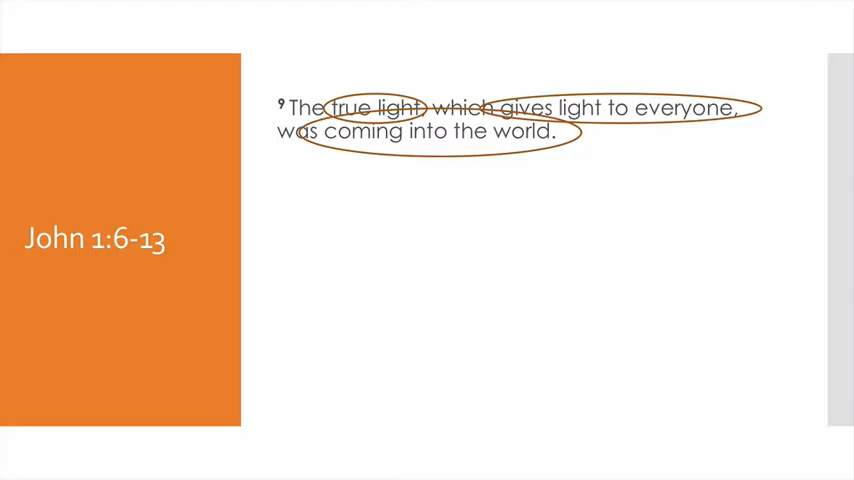 John 1:6-13
⁹ The true light, which gives light to everyone,
was coming into the world.